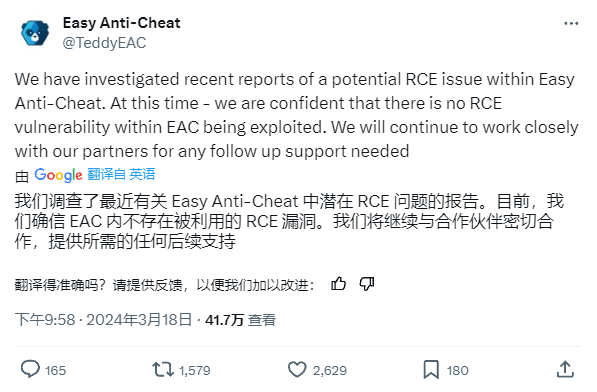 Easy Anti-Cheat
@TeddyEAC
We have investigated recent reports of a potential RCE issue within Easy
Anti-Cheat. At this time - we are confident that there is no RCE
vulnerability within EAC being exploited. We will continue to work closely
with our partners for any follow up support needed
由 Google 翻译自 英语
我们调查了最近有关 Easy Anti-Cheat 中潜在 RCE 问题的报告。目前，我
们确信 EAC 内不存在被利用的 RCE 漏洞。我们将继续与合作伙伴密切合
作，提供所需的任何后续支持
翻译得准确吗？请提供反馈，以便我们加以改进：
下午9:58 · 2024年3月18日 · 41.7万 查看
165 1,579 2,629 180